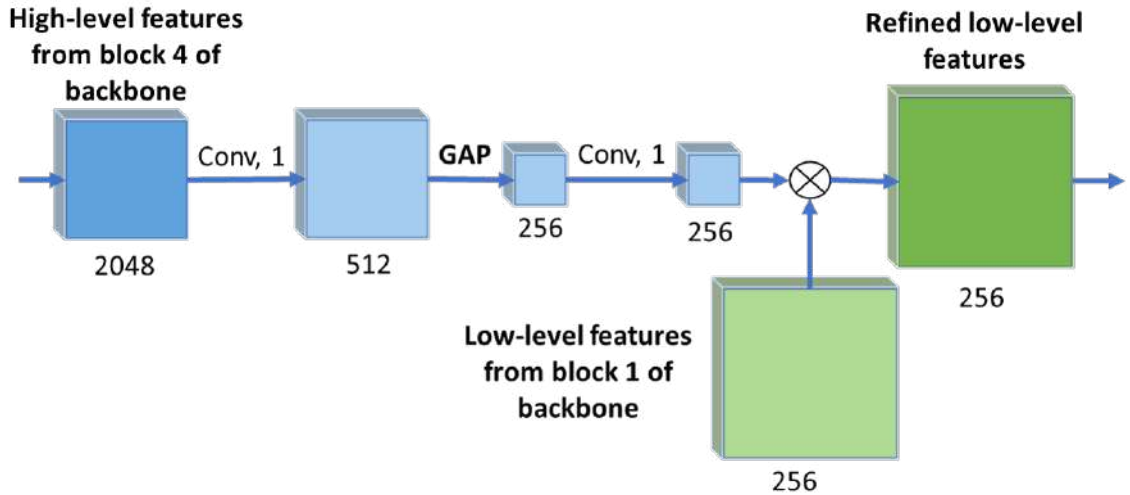 High-level features
from block 4 of
backbone
Refined low-level
features
Conv, 1
GAP
Conv, 1
2048
512
256
256
256
Low-level features
from block 1 of
backbone
256